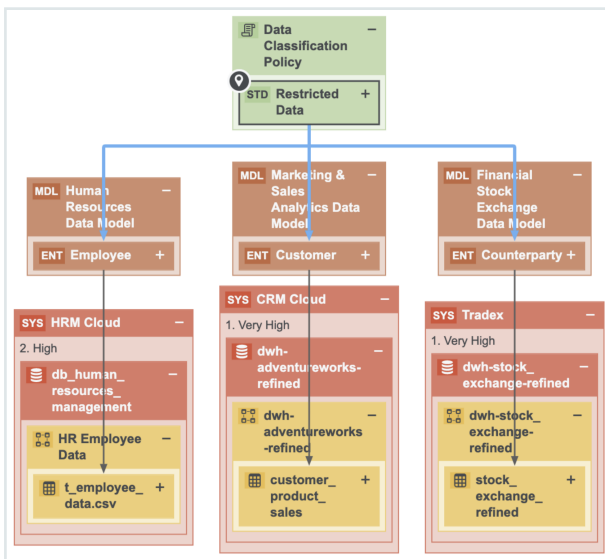 Data
Classification
Policy
STD Restricted
Data
MDL Human
Resources
Data Model
ENT Employee
MDL Marketing &
Sales
Analytics Data
Model
ENT Customer
MDL Financial
Stock
Exchange
Data Model
ENT Counterparty
SYS HRM Cloud
2. High
db_human_
resources_
management
HR Employee
Data
t_employee_
data.csv
SYS CRM Cloud
1. Very High
dwh-
adventureworks-
refined
dwh-
adventureworks
-refined
customer_
product_
sales
SYS Tradex
1. Very High
dwh-stock_
exchange-refined
dwh-stock_
exchange-
refined
stock_
exchange_
refined